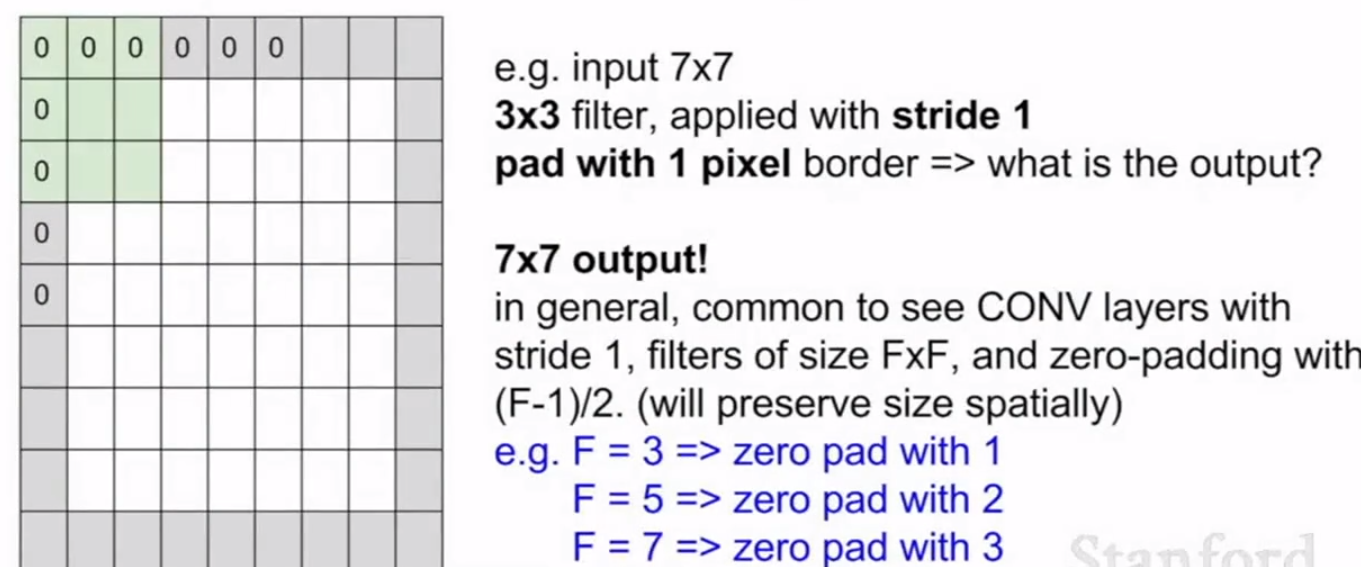 0 0 0 0 0 0
0
0
0
0
e.g. input 7x7
3x3 filter, applied with stride 1
pad with 1 pixel border => what is the output?
7x7 output!
in general, common to see CONV layers with
stride 1, filters of size FxF, and zero-padding with
(F-1)/2. (will preserve size spatially)
e.g. F = 3 => zero pad with 1
F = 5 => zero pad with 2
F = 7 => zero pad with 3
Stanford